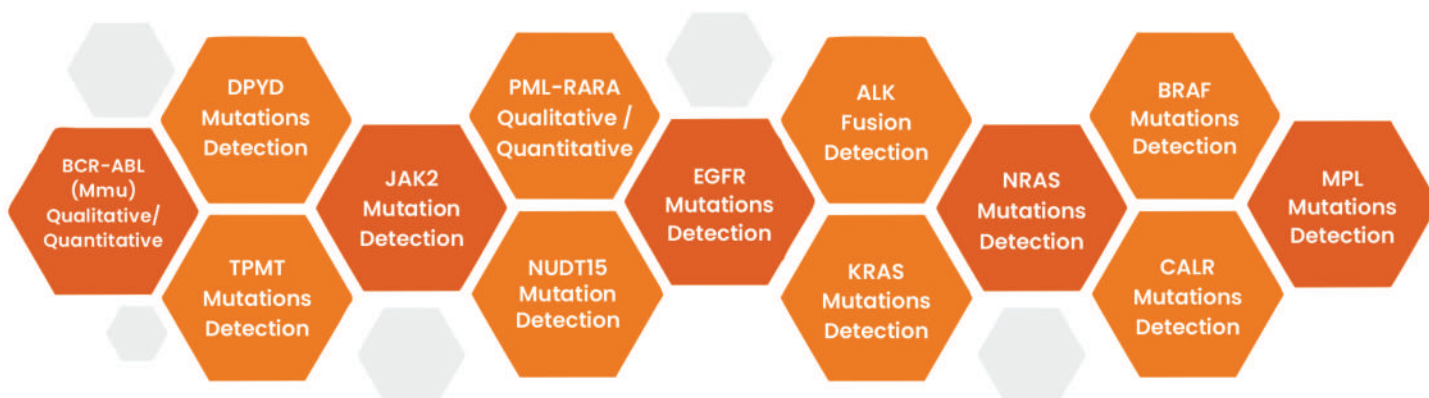 BCR-ABL
(Mmu)
Qualitative/
Quantitative
DPYD
Mutations
Detection
TPMT
Mutations
Detection
JAK2
Mutation
Detection
PML-RARA
Qualitative /
Quantitative
NUDT15
Mutation
Detection
EGFR
Mutations
Detection
ALK
Fusion
Detection
KRAS
Mutations
Detection
NRAS
Mutations
Detection
BRAF
Mutations
Detection
CALR
Mutations
Detection
MPL
Mutations
Detection